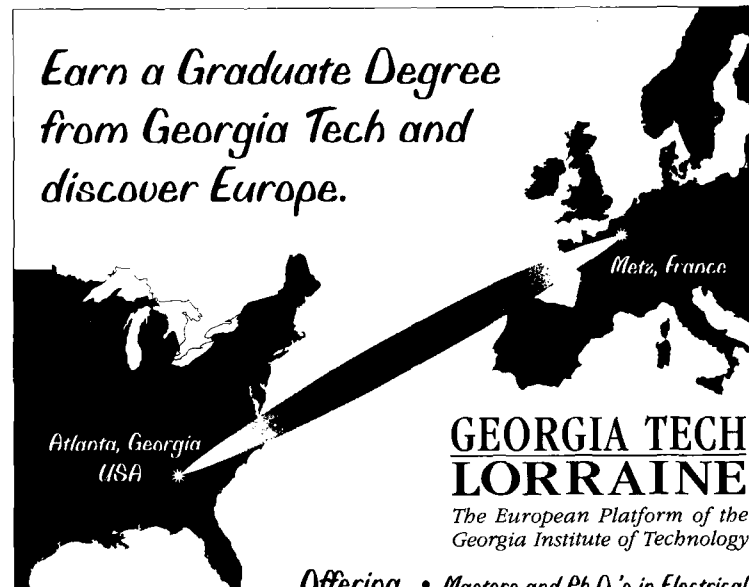 Earn a Graduate Degree
from Georgia Tech and
discover Europe.
Metz, France
Atlanta, Georgia
USA
GEORGIA TECH
LORRAINE
The European Platform of the
Georgia Institute of Technology
Offering • Masters and Ph.D.'s in Electrical